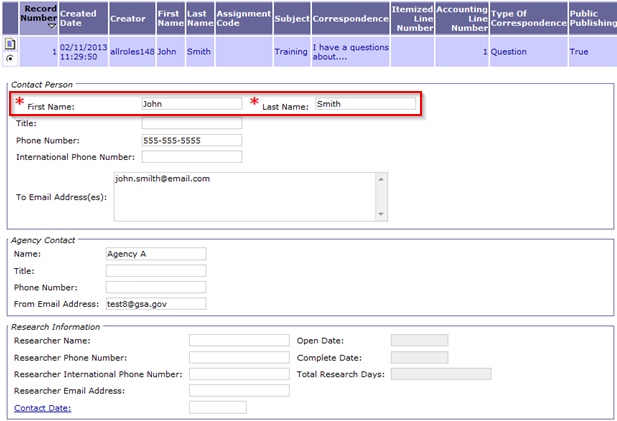 Record Number Created Date Creator First Name Last Name Assignment Code Subject Correspondence Itemized Line Number Accounting Line Number Type Of Correspondence Public Publishing
1 02/11/2013 11:29:50 allroles148 John Smith Training I have a questions about.... 1 Question True
Contact Person
* First Name: John * Last Name: Smith
Title:
Phone Number: 555-555-5555
International Phone Number:
To Email Address(es): john.smilth@email.com
Agency Contact
Name: Agency A
Title:
Phone Number:
From Email Address: test8@gsa.gov
Research Information
Researcher Name: Open Date:
Researcher Phone Number: Complete Date:
Researcher International Phone Number: Total Research Days:
Researcher Email Address:
Contact Date: